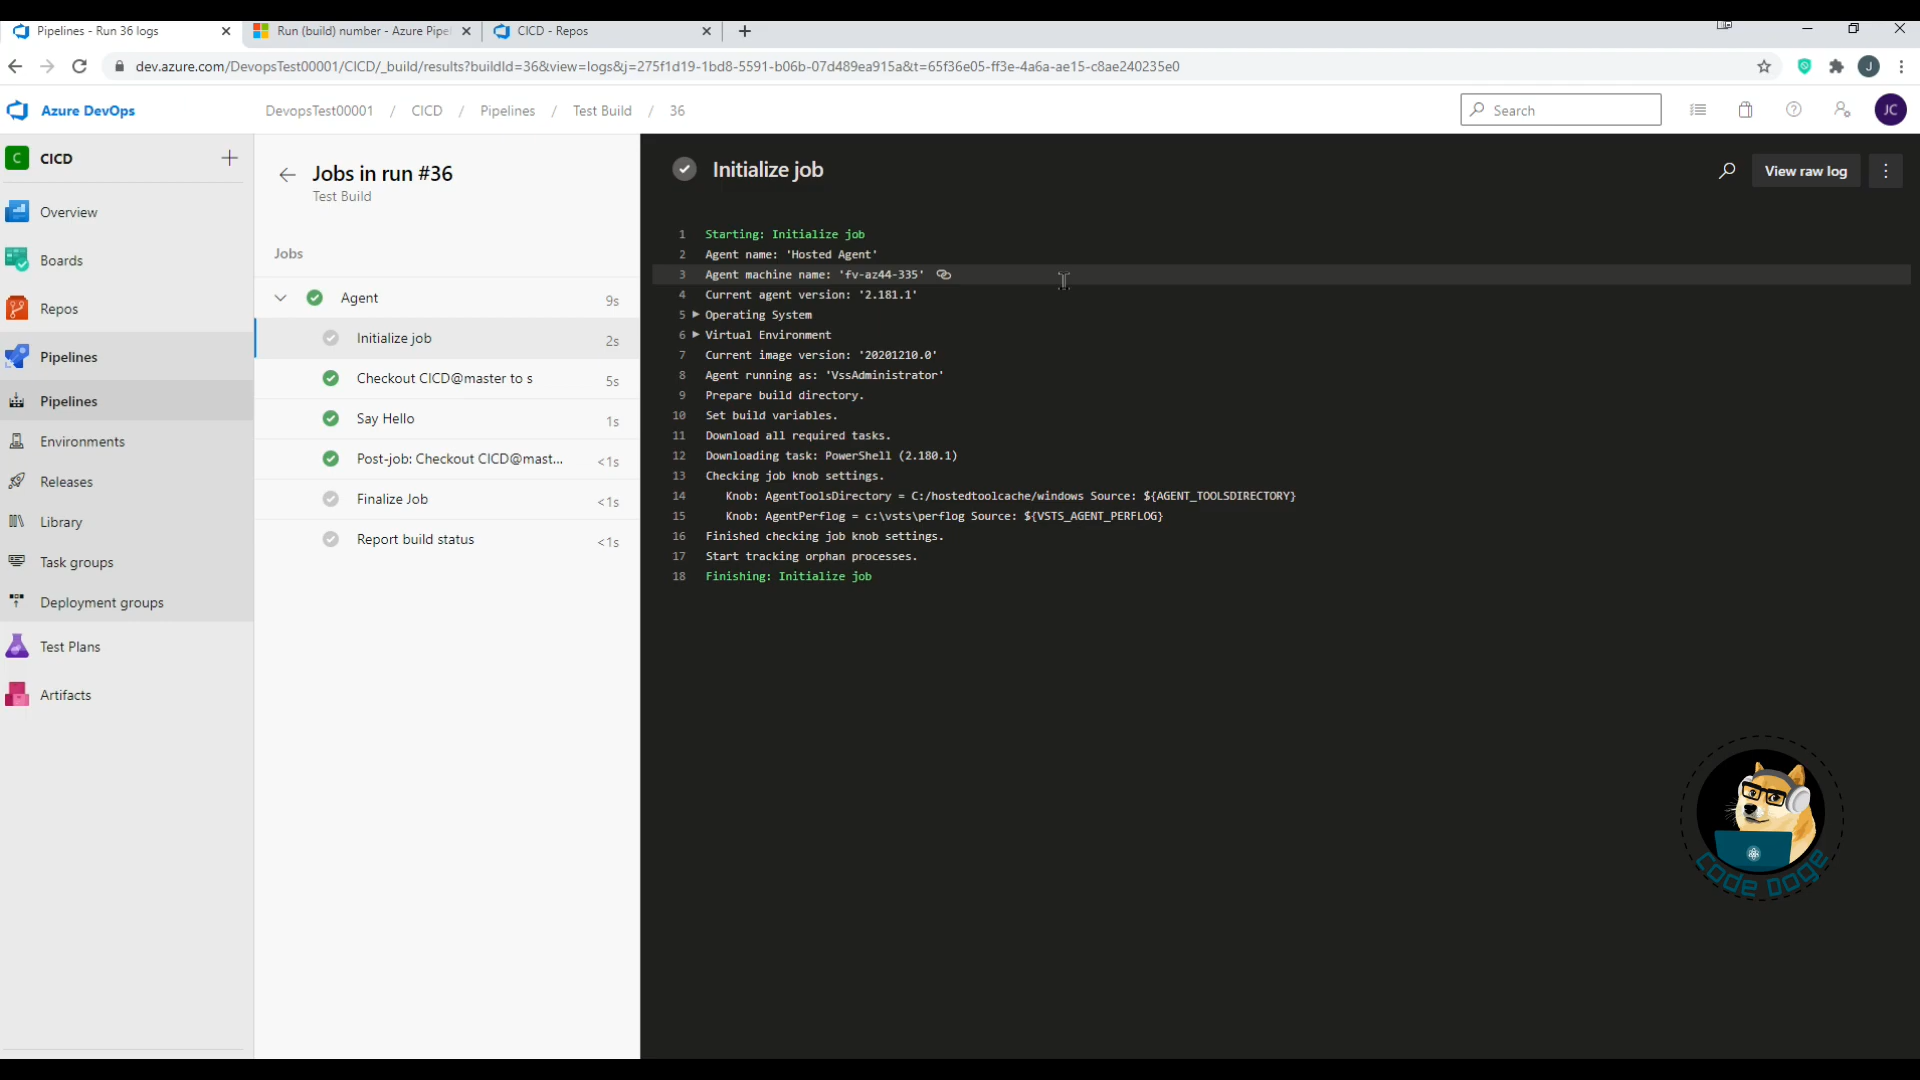 Pipelines - Run 36 logs
Run (build) number - Azure Pipel
CICD - Repos
dev.azure.com/DevopsTest00001/CICD/_build/results?buildId=36&view=logs&j=275f1d19-1bd8-5591-b06b-07d489ea915a&t=65f36e05-ff3e-4a6a-ae15-c8ae240235e0
J
Azure DevOps
DevopsTest00001 / CICD / Pipelines / Test Build / 36
Search
JC
C CICD
Overview
Boards
Repos
Pipelines
Pipelines
Environments
Releases
Library
Task groups
Deployment groups
Test Plans
Artifacts
Jobs in run #36
Test Build
Jobs
Agent 9s
Initialize job 2s
Checkout CICD@master to s 5s
Say Hello 1s
Post-job: Checkout CICD@mast... <1s
Finalize Job <1s
Report build status <1s
Initialize job
View raw log
1 Starting: Initialize job
2 Agent name: 'Hosted Agent'
3 Agent machine name: 'fv-az44-335'
4 Current agent version: '2.181.1'
5 Operating System
6 Virtual Environment
7 Current image version: '20201210.0'
8 Agent running as: 'VssAdministrator'
9 Prepare build directory.
10 Set build variables.
11 Download all required tasks.
12 Downloading task: PowerShell (2.180.1)
13 Checking job knob settings.
14 Knob: AgentToolsDirectory = C:/hostedtoolcache/windows Source: ${AGENT_TOOLSDIRECTORY}
15 Knob: AgentPerflog = c:\vsts\perflog Source: ${VSTS_AGENT_PERFLOG}
16 Finished checking job knob settings.
17 Start tracking orphan processes.
18 Finishing: Initialize job
Code Doge